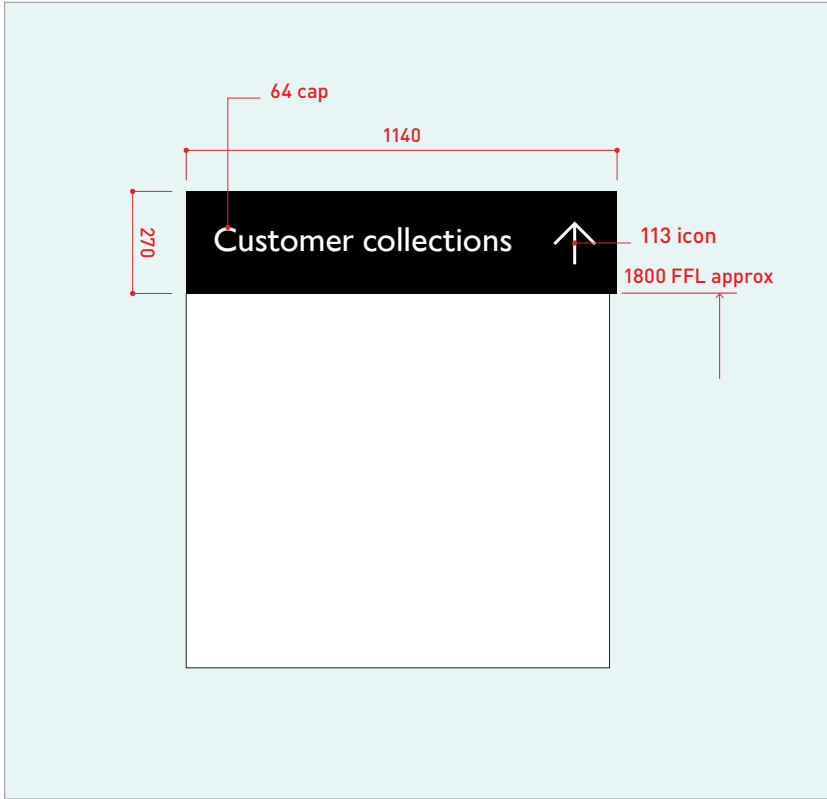 64 cap
1140
270
Customer collections
113 icon
1800 FFL approx